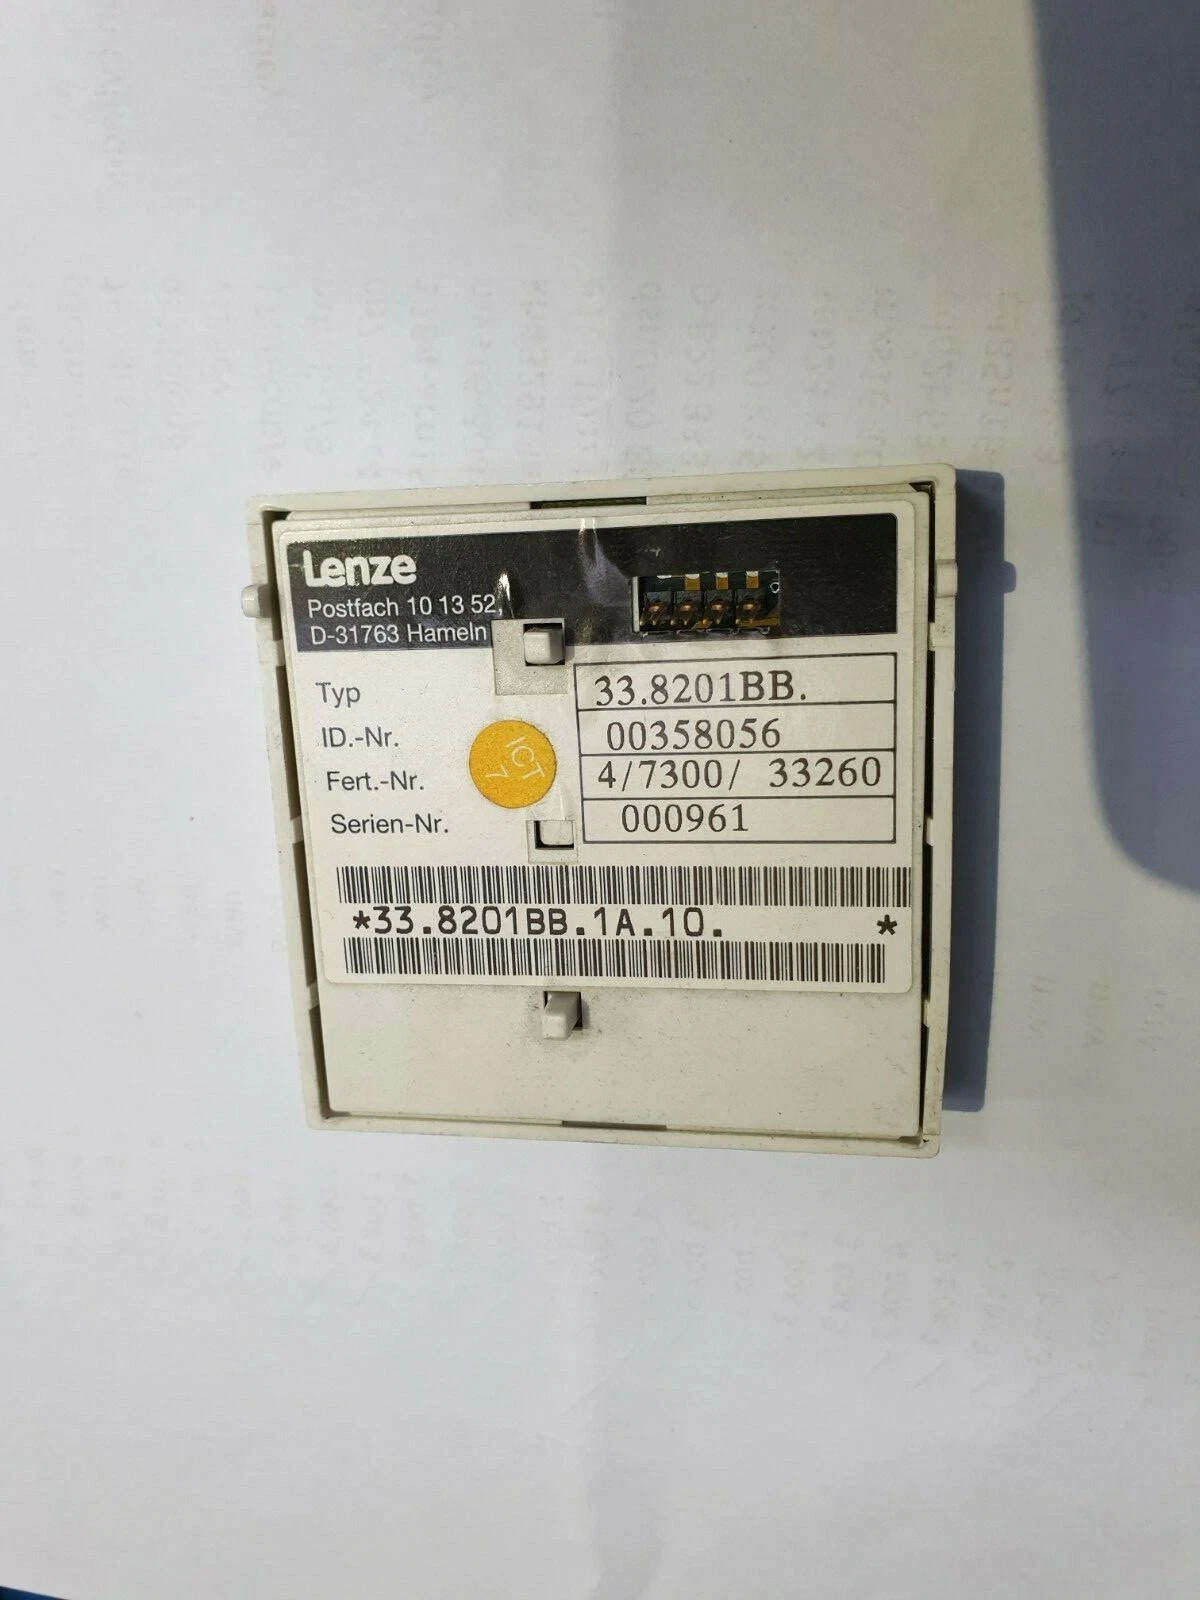 Lenze
Postfach 10 13 52,
D-31763 Hameln
Typ 33.8201BB.
ID.-Nr. 00358056
Fert.-Nr. 4/7300/ 33260
Serien-Nr. 000961
ICT
7
*33.8201BB.1A.10. *